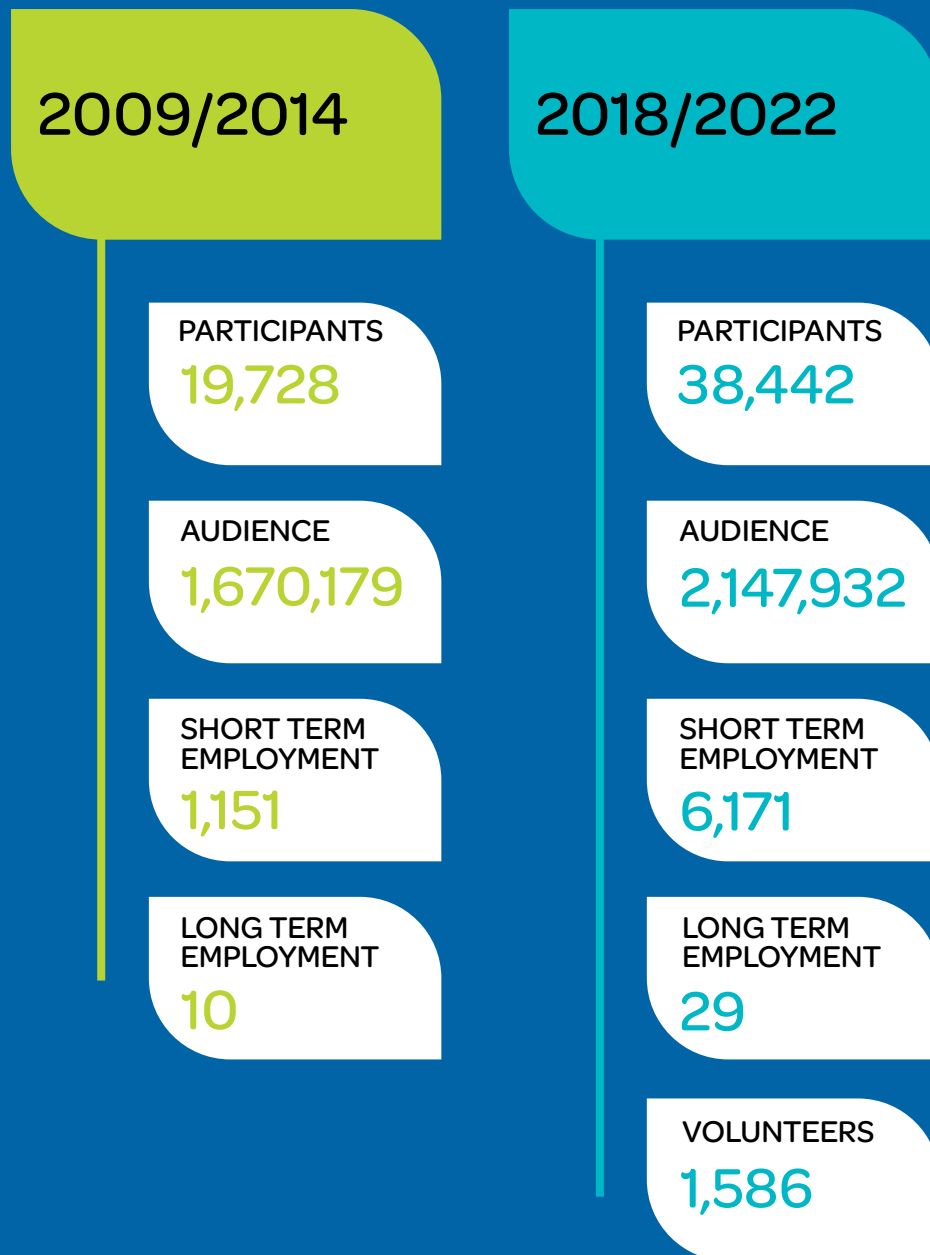 2009/2014
PARTICIPANTS
19,728
AUDIENCE
1,670,179
SHORT TERM
EMPLOYMENT
1,151
LONG TERM
EMPLOYMENT
10
2018/2022
PARTICIPANTS
38,442
AUDIENCE
2,147,932
SHORT TERM
EMPLOYMENT
6,171
LONG TERM
EMPLOYMENT
29
VOLUNTEERS
1,586